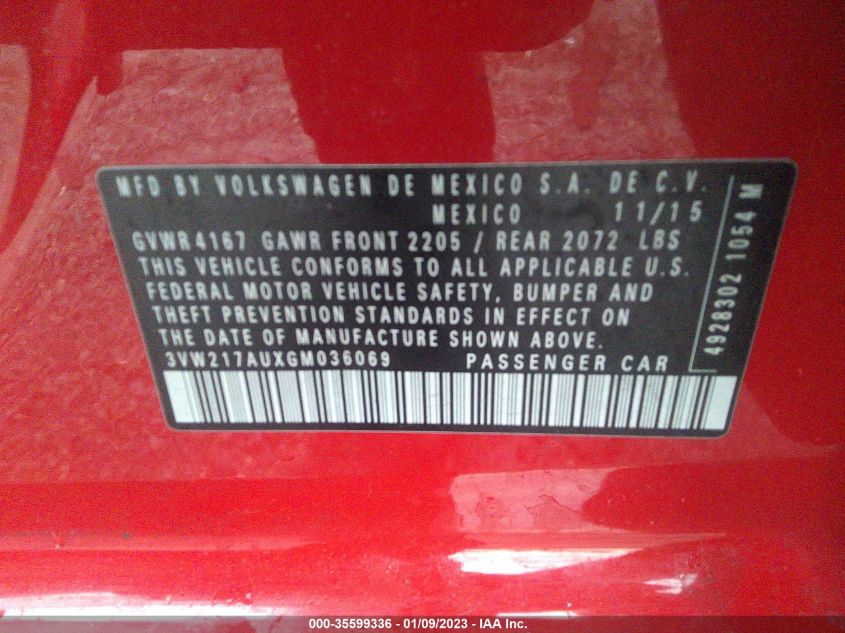 MFD BY VOLKSWAGEN DE MEXICO S.A. DE C.V.
MEXICO 11/15
GVWR 4167 GAWR FRONT 2205 / REAR 2072 LBS
THIS VEHICLE CONFORMS TO ALL APPLICABLE U.S.
FEDERAL MOTOR VEHICLE SAFETY, BUMPER AND
THEFT PREVENTION STANDARDS IN EFFECT ON
THE DATE OF MANUFACTURE SHOWN ABOVE.
3VW217AUXGM036069 PASSENGER CAR
4928302 1054 M
000-35599336 - 01/09/2023 - IAA Inc.